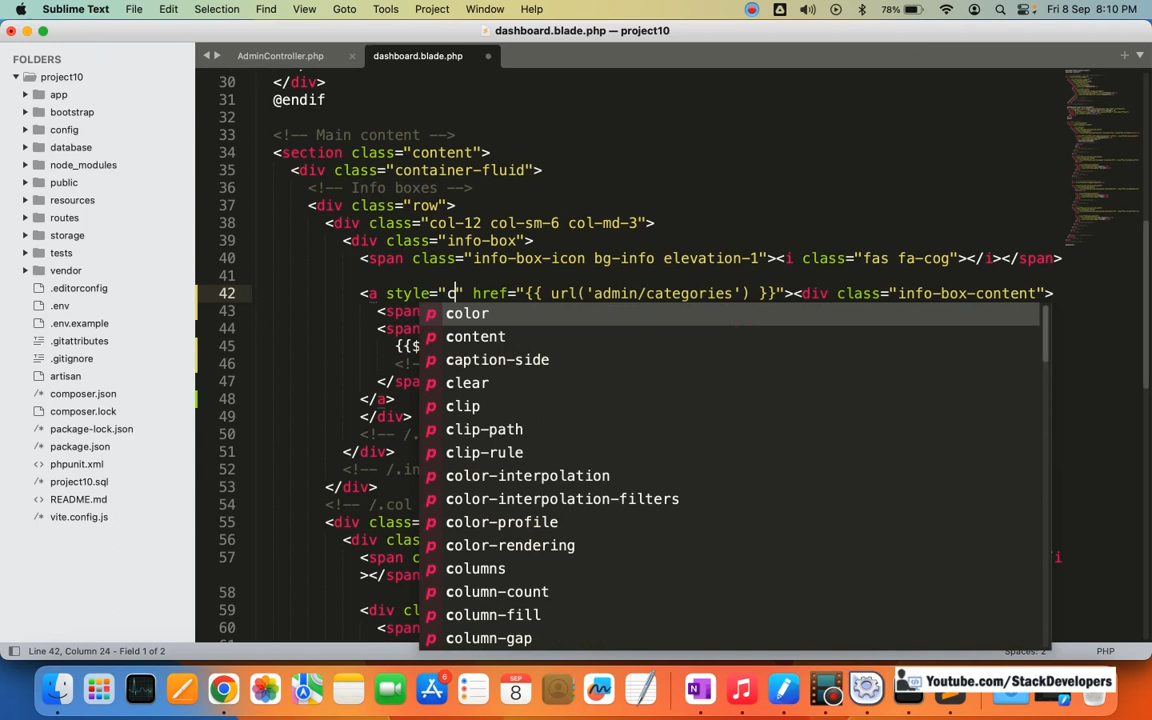 Sublime Text File Edit Selection Find View Goto Tools Project Window Help 78% Fri 8 Sep 8:10 PM
dashboard.blade.php — project10
FOLDERS
project10
app
bootstrap
config
database
node_modules
public
resources
routes
storage
tests
vendor
.editorconfig
.env
.env.example
.gitattributes
.gitignore
artisan
composer.json
composer.lock
package-lock.json
package.json
phpunit.xml
project10.sql
README.md
vite.config.js
AdminController.php dashboard.blade.php
30 </div>
31 @endif
32
33 <!-- Main content -->
34 <section class="content">
35 <div class="container-fluid">
36 <!-- Info boxes -->
37 <div class="row">
38 <div class="col-12 col-sm-6 col-md-3">
39 <div class="info-box">
40 <span class="info-box-icon bg-info elevation-1"><i class="fas fa-cog"></i></span>
41
42 <a style="c" href="{{ url('admin/categories') }}"><div class="info-box-content">
43 <span
44 <span
45 {{$
46 <!-
47 </spa
48 </a>
49 </div>
50 <!-- /.
51 </div>
52 <!-- /.in
53 </div>
54 <!-- /.col
55 <div class=
56 <div clas
57 <span c /i
></span
58
59 <div cl
60 <span
p color
p content
p caption-side
p clear
p clip
p clip-path
p clip-rule
p color-interpolation
p color-interpolation-filters
p color-profile
p color-rendering
p columns
p column-count
p column-fill
p column-gap
Line 42, Column 24 - Field 1 of 2 Spaces: 2 PHP
SEP
8
6
Youtube.com/StackDevelopers